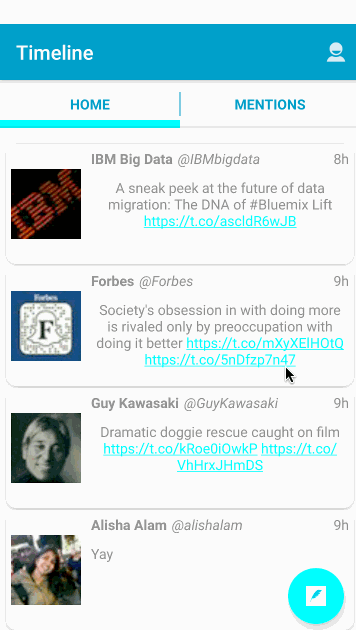 Timeline
HOME
MENTIONS
IBM Big Data @IBMbigdata 8h
A sneak peek at the future of data
migration: The DNA of #Bluemix Lift
https://t.co/ascldR6wJB
IBM
Forbes @Forbes 9h
Society's obsession in with doing more
is rivaled only by preoccupation with
doing it better https://t.co/mXyXElHOtQ
https://t.co/5nDfzp7n47
Forbes
F
Guy Kawasaki @GuyKawasaki 9h
Dramatic doggie rescue caught on film
https://t.co/kRoe0iOwkP https://t.co/
VhHrxJHmDS
Alisha Alam @alishalam 9h
Yay